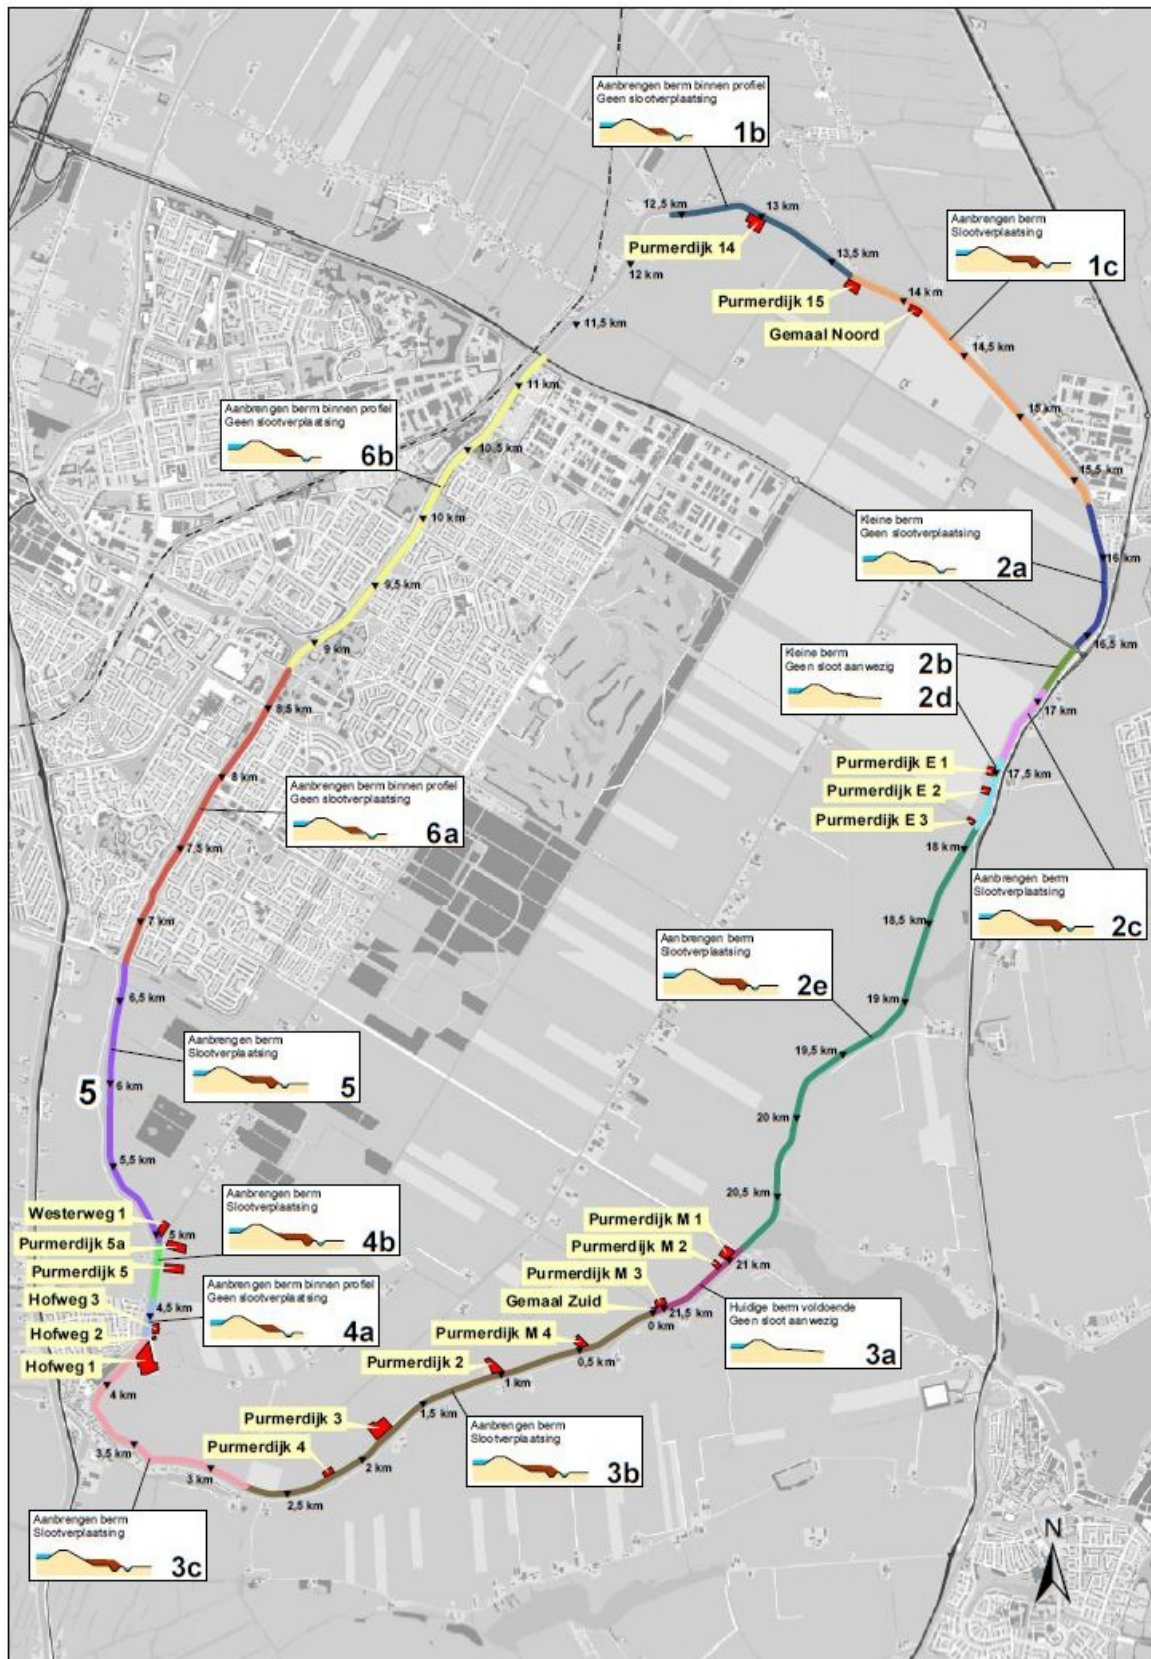 Aanbrengen berm binnen profiel
Geen slootverplaatsing
1b
12,5 km
13 km
Purmerdijk 14
12 km
13,5 km
Aanbrengen berm
Slootverplaatsing
1c
Purmerdijk 15
14 km
Gemaal Noord
11,5 km
14,5 km
11 km
Aanbrengen berm binnen profiel
Geen slootverplaatsing
6b
15 km
10,5 km
15,5 km
10 km
Kleine berm
Geen slootverplaatsing
2a
16 km
9,5 km
9 km
16,5 km
Kleine berm
Geen sloot aanwezig
2b
2d
8,5 km
17 km
Purmerdijk E 1
17,5 km
8 km
Purmerdijk E 2
Aanbrengen berm binnen profiel
Geen slootverplaatsing
6a
Purmerdijk E 3
7,5 km
18 km
Aanbrengen berm
Slootverplaatsing
2c
7 km
18,5 km
Aanbrengen berm
Slootverplaatsing
2e
6,5 km
19 km
Aanbrengen berm
Slootverplaatsing
5
19,5 km
5
6 km
20 km
5,5 km
Aanbrengen berm
Slootverplaatsing
4b
20,5 km
Westerweg 1
5 km
Purmerdijk M 1
Purmerdijk 5a
Purmerdijk M 2
21 km
Purmerdijk 5
Purmerdijk M 3
Aanbrengen berm binnen profiel
Geen slootverplaatsing
4a
Hofweg 3
4,5 km
Gemaal Zuid
21,5 km
0 km
Huidige berm voldoende
Geen sloot aanwezig
3a
Hofweg 2
Purmerdijk M 4
0,5 km
Hofweg 1
Purmerdijk 2
1 km
4 km
1,5 km
Purmerdijk 3
Aanbrengen berm
Slootverplaatsing
3b
3,5 km
Purmerdijk 4
2 km
3 km
2,5 km
Aanbrengen berm
Slootverplaatsing
3c
N